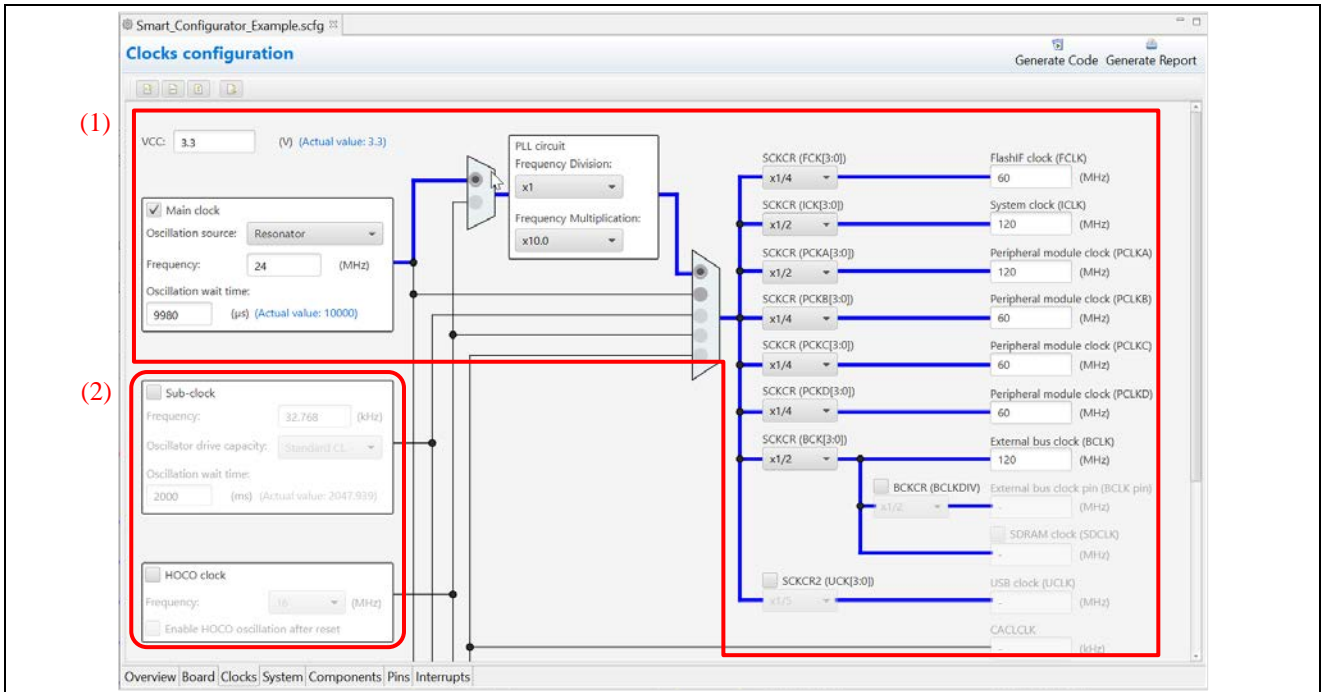 Smart_Configurator_Example.scfg
Clocks configuration
Generate Code Generate Report
(1)
VCC: 3.3 (V) (Actual value: 3.3)
Main clock
Oscillation source: Resonator
Frequency: 24 (MHz)
Oscillation wait time:
9980 (µs) (Actual value: 10000)
PLL circuit
Frequency Division:
x1
Frequency Multiplication:
x10.0
SCKCR (FCK[3:0]) FlashIF clock (FCLK)
x1/4 60 (MHz)
SCKCR (ICK[3:0]) System clock (ICLK)
x1/2 120 (MHz)
SCKCR (PCKA[3:0]) Peripheral module clock (PCLKA)
x1/2 120 (MHz)
SCKCR (PCKB[3:0]) Peripheral module clock (PCLKB)
x1/4 60 (MHz)
SCKCR (PCKC[3:0]) Peripheral module clock (PCLKC)
x1/4 60 (MHz)
SCKCR (PCKD[3:0]) Peripheral module clock (PCLKD)
x1/4 60 (MHz)
SCKCR (BCK[3:0]) External bus clock (BCLK)
x1/2 120 (MHz)
BCKCR (BCLKDIV) External bus clock pin (BCLK pin)
x1/2 - (MHz)
SDRAM clock (SDCLK)
- (MHz)
SCKCR2 (UCK[3:0]) USB clock (UCLK)
x1/5 - (MHz)
CACLCLK
- (kHz)
(2)
Sub-clock
Frequency: 32.768 (kHz)
Oscillator drive capacity: Standard CL...
Oscillation wait time:
2000 (ms) (Actual value: 2047.939)
HOCO clock
Frequency: 16 (MHz)
Enable HOCO oscillation after reset
Overview Board Clocks System Components Pins Interrupts